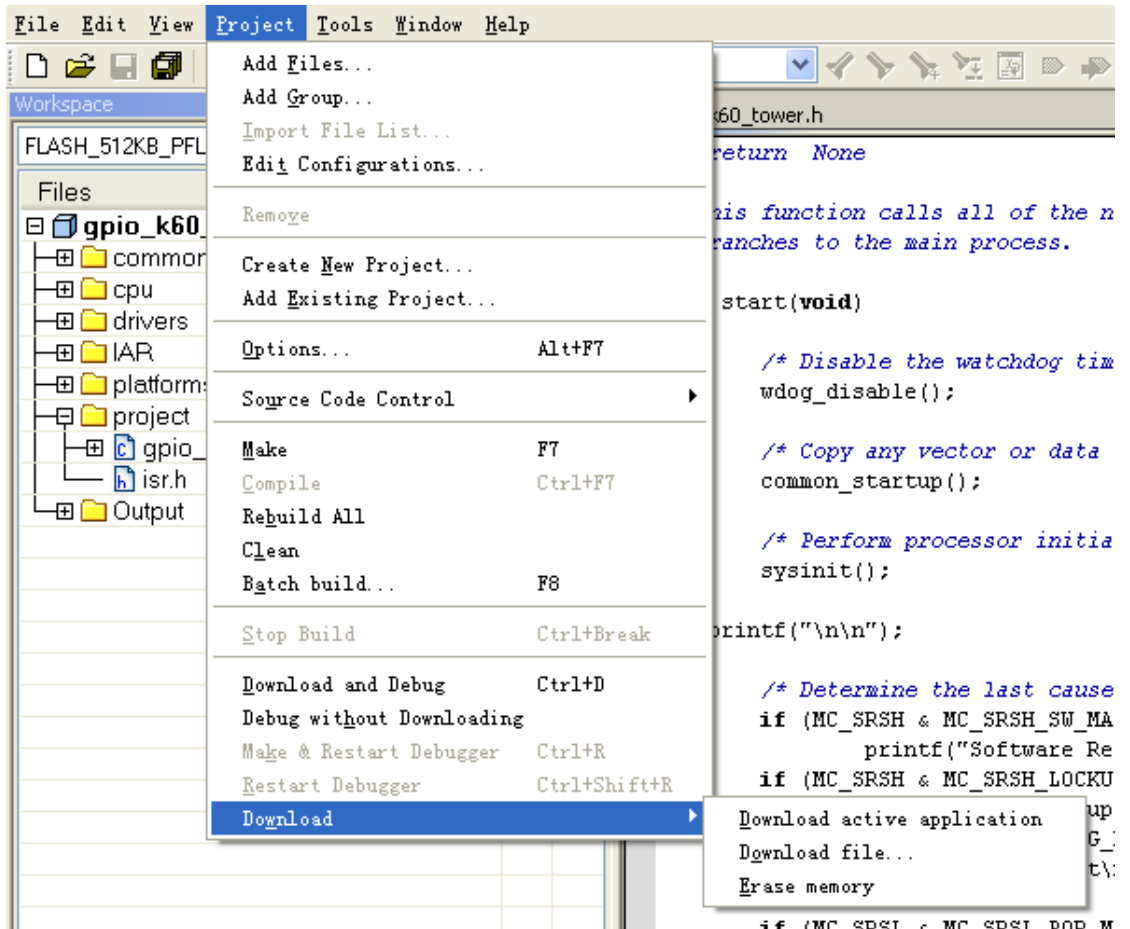 File Edit View Project Tools Window Help
Workspace
FLASH_512KB_PFL
Files
gpio_k60_
common
cpu
drivers
IAR
platforms
project
gpio_
isr.h
Output
Add Files...
Add Group...
Import File List...
Edit Configurations...
Remove
Create New Project...
Add Existing Project...
Options... Alt+F7
Source Code Control
Make F7
Compile Ctrl+F7
Rebuild All
Clean
Batch build... F8
Stop Build Ctrl+Break
Download and Debug Ctrl+D
Debug without Downloading
Make & Restart Debugger Ctrl+R
Restart Debugger Ctrl+Shift+R
Download
Download active application
Download file...
Erase memory
k60_tower.h
return None
his function calls all of the n
ranches to the main process.
start(void)
/* Disable the watchdog tim
wdog_disable();
/* Copy any vector or data
common_startup();
/* Perform processor initia
sysinit();
printf("\n\n");
/* Determine the last cause
if (MC_SRSH & MC_SRSH_SW_MA
printf("Software Re
if (MC_SRSH & MC_SRSH_LOCKU
up
G_
t\
if (MC_SRSL & MC_SRSL_POR_M